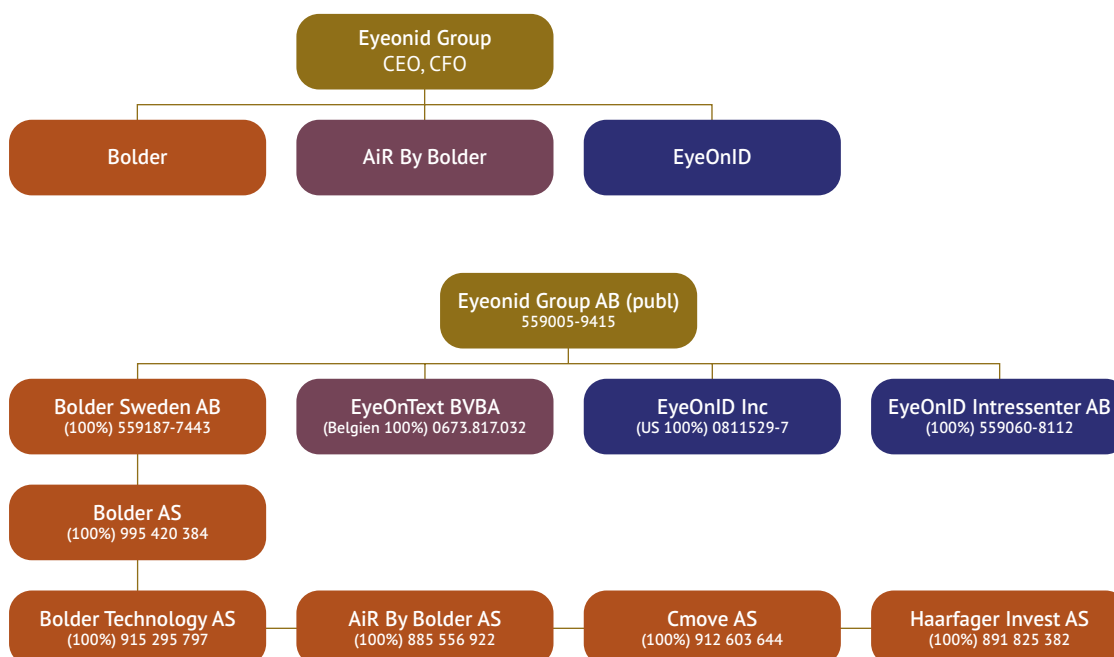 Eyeonid Group
CEO, CFO
Bolder
AiR By Bolder
EyeOnID
Eyeonid Group AB (publ)
559005-9415
Bolder Sweden AB
(100%) 559187-7443
EyeOnText BVBA
(Belgien 100%) 0673.817.032
EyeOnID Inc
(US 100%) 0811529-7
EyeOnID Intressenter AB
(100%) 559060-8112
Bolder AS
(100%) 995 420 384
Bolder Technology AS
(100%) 915 295 797
AiR By Bolder AS
(100%) 885 556 922
Cmove AS
(100%) 912 603 644
Haarfager Invest AS
(100%) 891 825 382